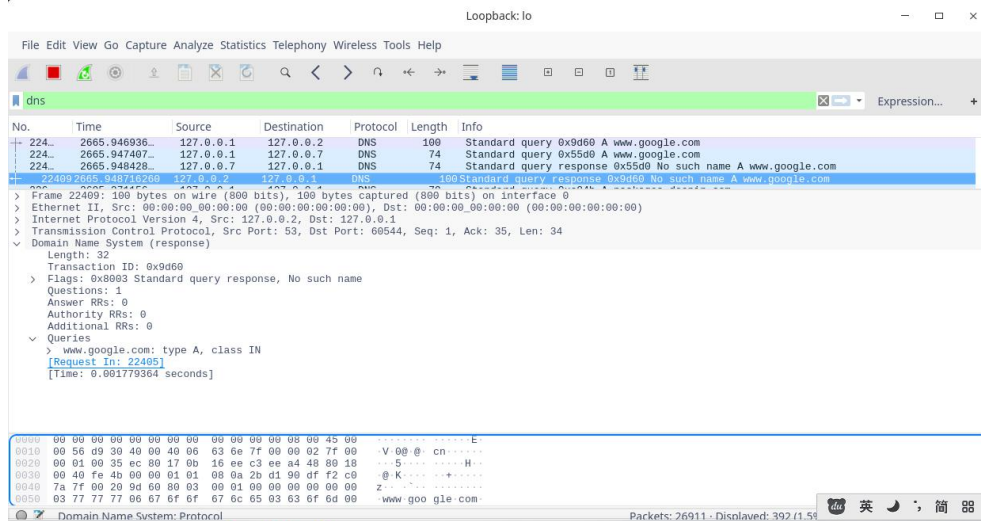 Loopback: lo
File Edit View Go Capture Analyze Statistics Telephony Wireless Tools Help
dns
Expression... +
No. Time Source Destination Protocol Length Info
224… 2665.946936… 127.0.0.1 127.0.0.2 DNS 100 Standard query 0x9d60 A www.google.com
224… 2665.947407… 127.0.0.1 127.0.0.7 DNS 74 Standard query 0x55d0 A www.google.com
224… 2665.948428… 127.0.0.7 127.0.0.1 DNS 74 Standard query response 0x55d0 No such name A www.google.com
22409 2665.948716260 127.0.0.2 127.0.0.1 DNS 100 Standard query response 0x9d60 No such name A www.google.com
Frame 22409: 100 bytes on wire (800 bits), 100 bytes captured (800 bits) on interface 0
Ethernet II, Src: 00:00:00_00:00:00 (00:00:00:00:00:00), Dst: 00:00:00_00:00:00 (00:00:00:00:00:00)
Internet Protocol Version 4, Src: 127.0.0.2, Dst: 127.0.0.1
Transmission Control Protocol, Src Port: 53, Dst Port: 60544, Seq: 1, Ack: 35, Len: 34
Domain Name System (response)
Length: 32
Transaction ID: 0x9d60
Flags: 0x8003 Standard query response, No such name
Questions: 1
Answer RRs: 0
Authority RRs: 0
Additional RRs: 0
Queries
www.google.com: type A, class IN
[Request In: 22405]
[Time: 0.001779364 seconds]
0000 00 00 00 00 00 00 00 00 00 00 00 00 08 00 45 00 ········ ······E·
0010 00 56 d9 30 40 00 40 06 63 6e 7f 00 00 02 7f 00 ·V·0@·@· cn······
0020 00 01 00 35 ec 80 17 0b 16 ee c3 ee a4 48 80 18 ···5···· ·····H··
0030 00 40 fe 4b 00 00 01 01 08 0a 2b d1 90 df f2 c0 ·@·K···· ··+·····
0040 7a 7f 00 20 9d 60 80 03 00 01 00 00 00 00 00 00 z·· ·`·· ········
0050 03 77 77 77 06 67 6f 6f 67 6c 65 03 63 6f 6d 00 ·www·goo gle·com·
Domain Name System: Protocol
Packets: 26911 · Displayed: 392 (1.5
du 英 简